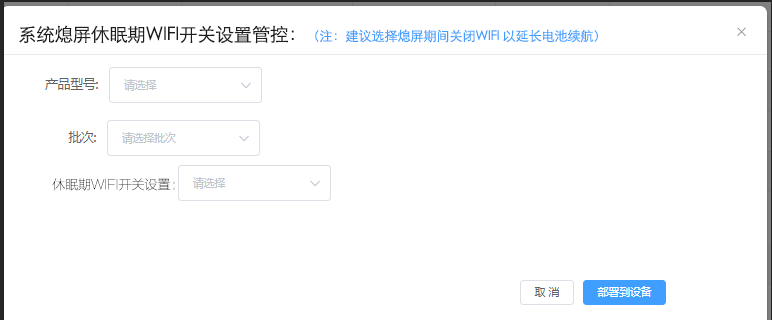 系统熄屏休眠期WIFI开关设置管控：（注：建议选择熄屏期间关闭WIFI 以延长电池续航）
产品型号: 请选择
批次: 请选择批次
休眠期WIFI开关设置: 请选择
取消 部署到设备